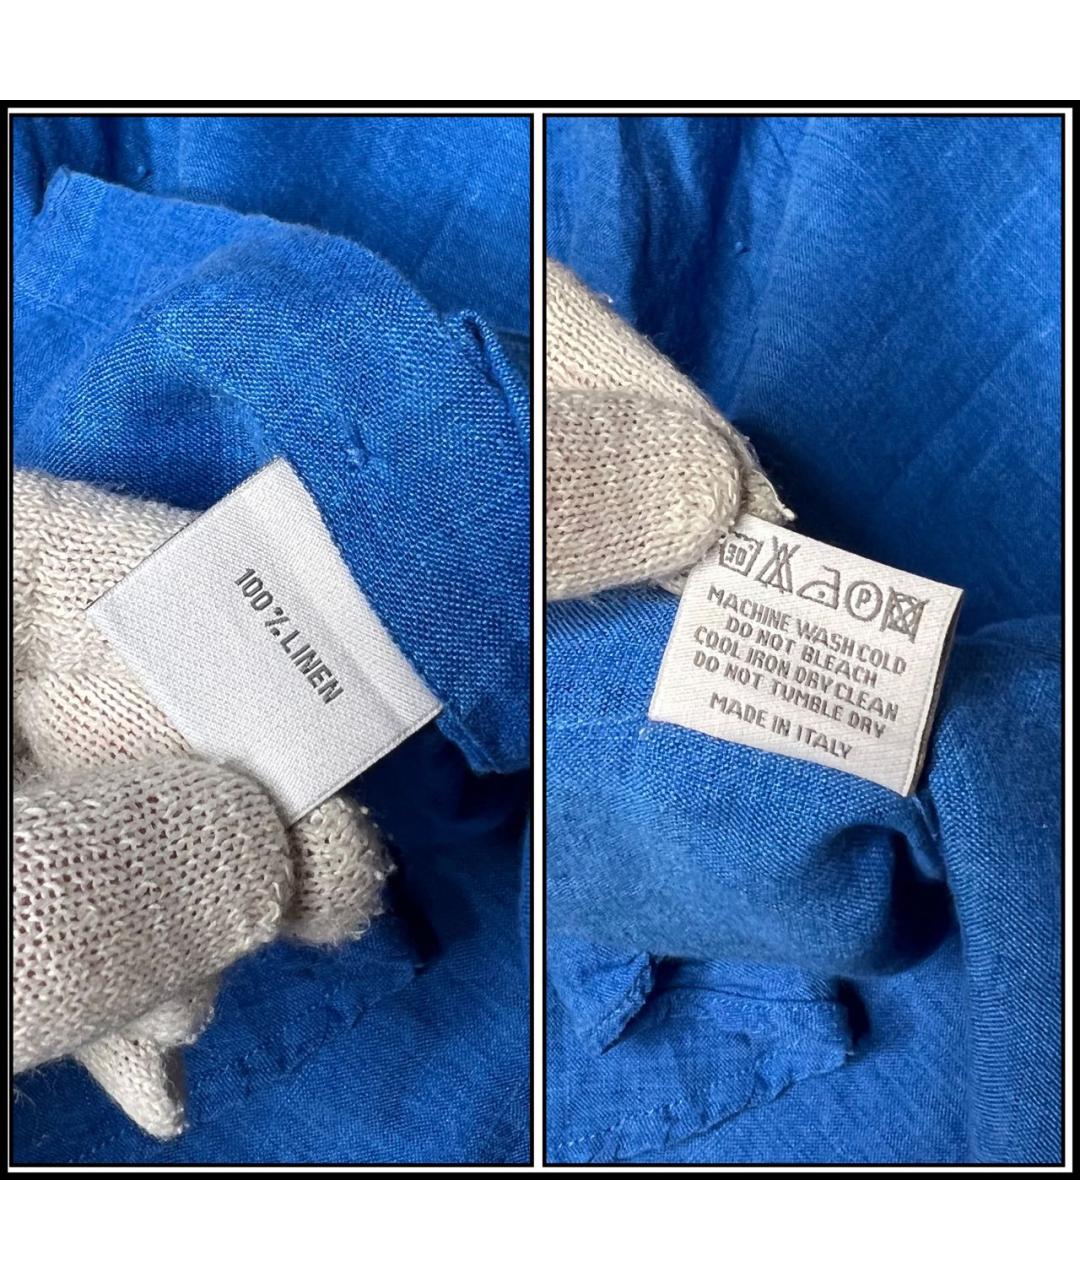 100% LINEN
30° P
MACHINE WASH COLD
DO NOT BLEACH
COOL IRON DRY CLEAN
DO NOT TUMBLE DRY
MADE IN ITALY